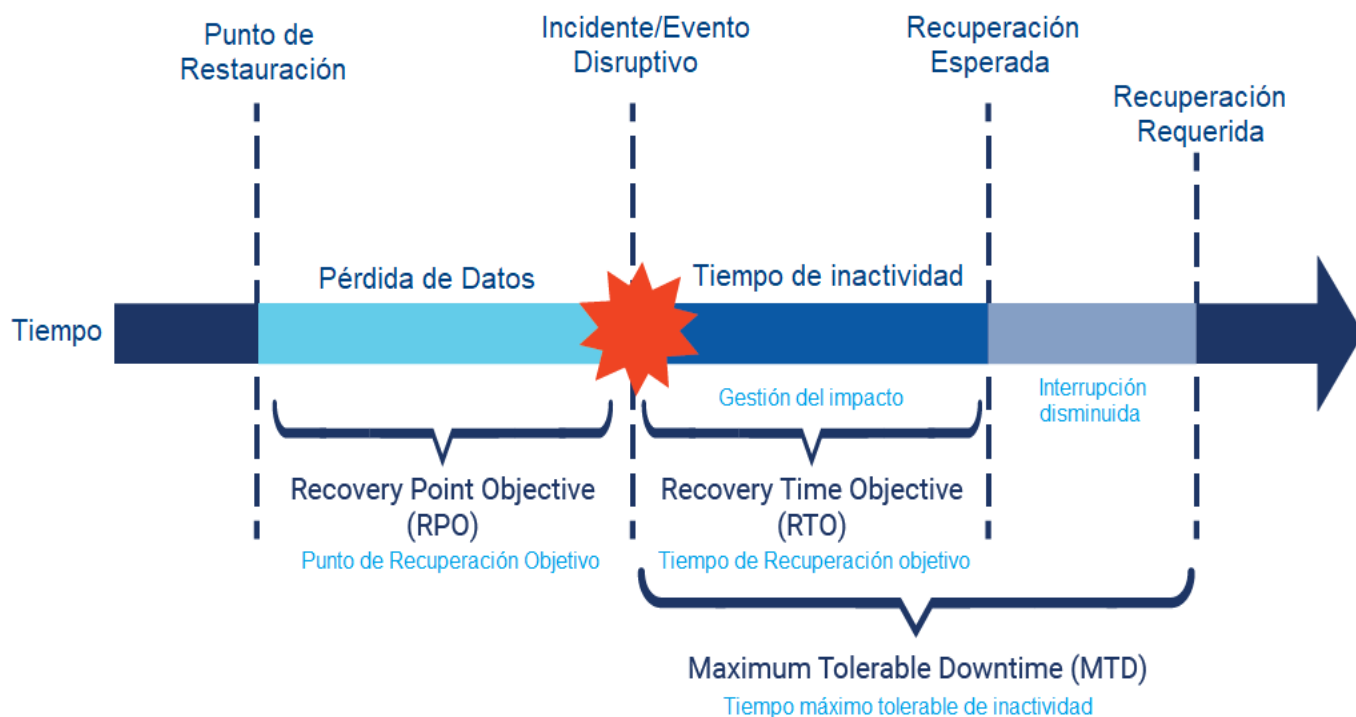 Punto de
Restauración
Incidente/Evento
Disruptivo
Recuperación
Esperada
Recuperación
Requerida
Pérdida de Datos
Tiempo de inactividad
Tiempo
Gestión del impacto
Interrupción
disminuida
Recovery Point Objective
(RPO)
Punto de Recuperación Objetivo
Recovery Time Objective
(RTO)
Tiempo de Recuperación objetivo
Maximum Tolerable Downtime (MTD)
Tiempo máximo tolerable de inactividad